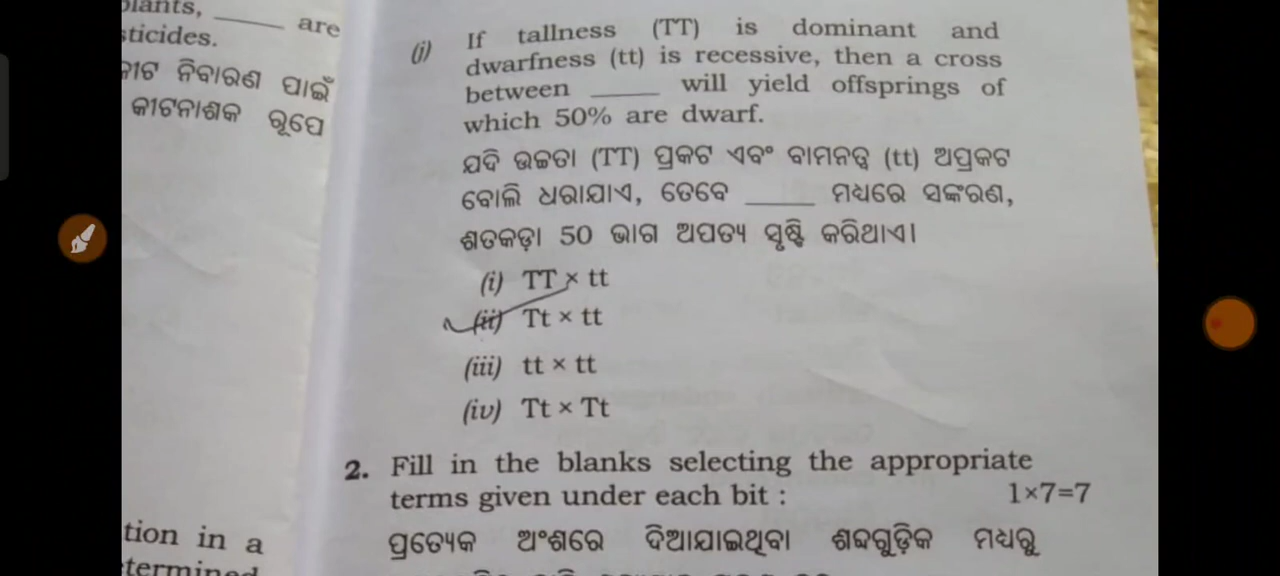 plants, _____ are
sticides.
କୀଟ ନିବାରଣ ପାଇଁ
କୀଟନାଶକ ରୂପେ
tion in a
termined
(j) If tallness (TT) is dominant and
dwarfness (tt) is recessive, then a cross
between _____ will yield offsprings of
which 50% are dwarf.
ଯଦି ଉଚ୍ଚତା (TT) ପ୍ରକଟ ଏବଂ ବାମନତ୍ୱ (tt) ଅପ୍ରକଟ
ବୋଲି ଧରାଯାଏ, ତେବେ _____ ମଧ୍ୟରେ ସଙ୍କରଣ,
ଶତକଡ଼ା 50 ଭାଗ ଅପତ୍ୟ ସୃଷ୍ଟି କରିଥାଏ।
(i) TT × tt
(ii) Tt × tt
(iii) tt × tt
(iv) Tt × Tt
2. Fill in the blanks selecting the appropriate
terms given under each bit : 1×7=7
ପ୍ରତ୍ୟେକ ଅଂଶରେ ଦିଆଯାଇଥିବା ଶବ୍ଦଗୁଡ଼ିକ ମଧ୍ୟରୁ